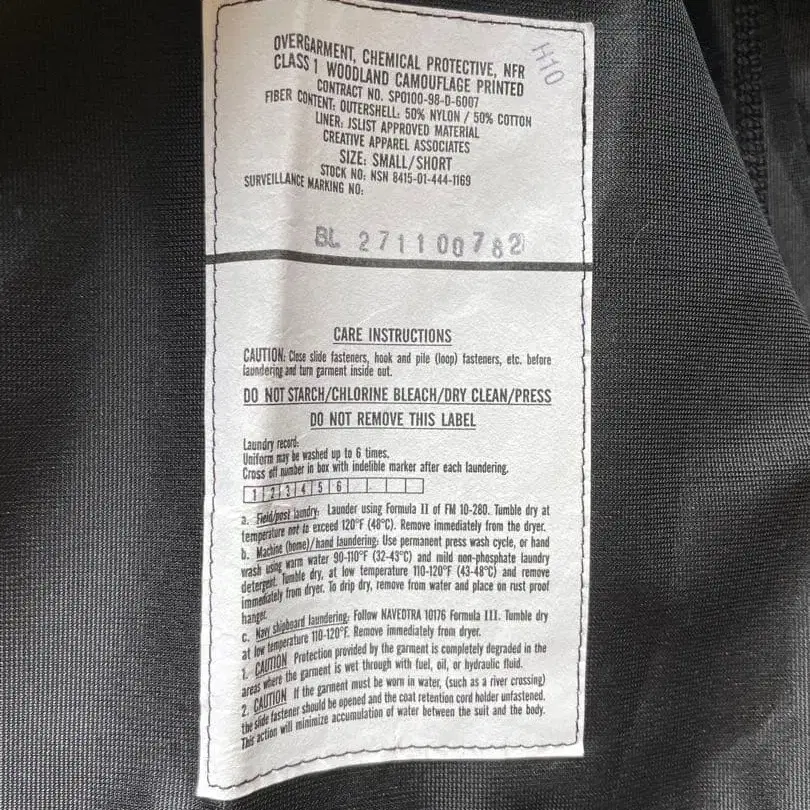 H10
OVERGARMENT, CHEMICAL PROTECTIVE, NFR
CLASS 1 WOODLAND CAMOUFLAGE PRINTED
CONTRACT NO. SPO100-98-D-6007
FIBER CONTENT: OUTERSHELL: 50% NYLON / 50% COTTON
LINER: JSLIST APPROVED MATERIAL
CREATIVE APPAREL ASSOCIATES
SIZE: SMALL/SHORT
STOCK NO: NSN 8415-01-444-1169
SURVEILLANCE MARKING NO:
BL 271100782
CARE INSTRUCTIONS
CAUTION: Close slide fasteners, hook and pile (loop) fasteners, etc. before
laundering and turn garment inside out.
DO NOT STARCH/CHLORINE BLEACH/DRY CLEAN/PRESS
DO NOT REMOVE THIS LABEL
Laundry record:
Uniform may be washed up to 6 times.
Cross off number in box with indelible marker after each laundering.
1 2 3 4 5 6
a. Field/post laundry: Launder using Formula II of FM 10-280. Tumble dry at
temperature not to exceed 120°F (48°C). Remove immediately from the dryer.
b. Machine (home)/hand laundering: Use permanent press wash cycle, or hand
wash using warm water 90-110°F (32-43°C) and mild non-phosphate laundry
detergent. Tumble dry, at low temperature 110-120°F (43-48°C) and remove
immediately from dryer. To drip dry, remove from water and place on rust proof
hanger.
c. Navy shipboard laundering: Follow NAVEDTRA 10176 Formula III. Tumble dry
at low temperature 110-120°F. Remove immediately from dryer.
1. CAUTION Protection provided by the garment is completely degraded in the
areas where the garment is wet through with fuel, oil, or hydraulic fluid.
2. CAUTION If the garment must be worn in water, (such as a river crossing)
the slide fastener should be opened and the coat retention cord holder unfastened.
This action will minimize accumulation of water between the suit and the body.